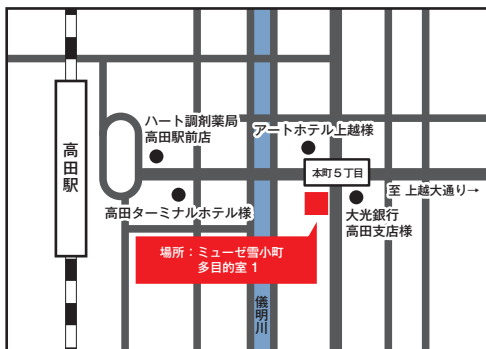 高田駅
ハート調剤薬局
高田駅前店
アートホテル上越様
本町5丁目
至 上越大通り→
高田ターミナルホテル様
大光銀行
高田支店様
場所：ミューゼ雪小町
多目的室 1
儀明川